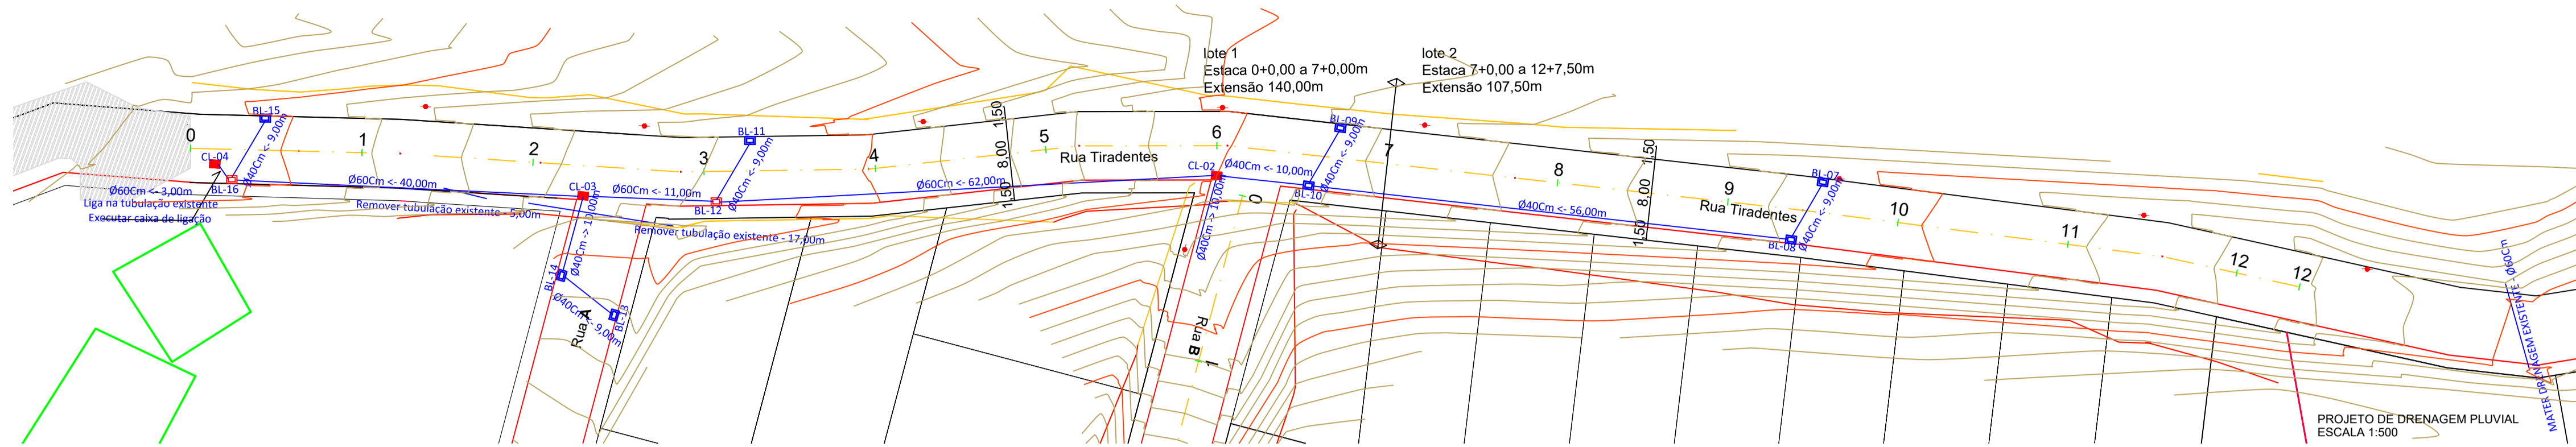 lote 1
Estaca 0+0,00 a 7+0,00m
Extensão 140,00m
lote 2
Estaca 7+0,00 a 12+7,50m
Extensão 107,50m
BL-15
0
CL-04
Ø40Cm <- 9,00m
BL-16
Ø60Cm <- 3,00m
Liga na tubulação existente
Executar caixa de ligação
1
Ø60Cm <- 40,00m
Remover tubulação existente - 5,00m
2
CL-03
Ø60Cm <- 11,00m
Ø40Cm -> 10,00m
BL-14
Ø40Cm <- 9,00m
BL-13
Rua A
3
BL-11
Ø40Cm <- 9,00m
BL-12
Remover tubulação existente - 17,00m
4
Ø60Cm <- 62,00m
1,50
8,00
1,50
5
Rua Tiradentes
6
CL-02
Ø40Cm <- 10,00m
Ø40Cm -> 10,00m
0
Rua B
1
BL-09
Ø40Cm <- 9,00m
BL-10
7
Ø40Cm <- 56,00m
8
1,50
8,00
1,50
9
Rua Tiradentes
BL-07
Ø40Cm <- 9,00m
BL-08
10
11
12
12
MATER DRENAGEM EXISTENTE - Ø60Cm
PROJETO DE DRENAGEM PLUVIAL
ESCALA 1:500